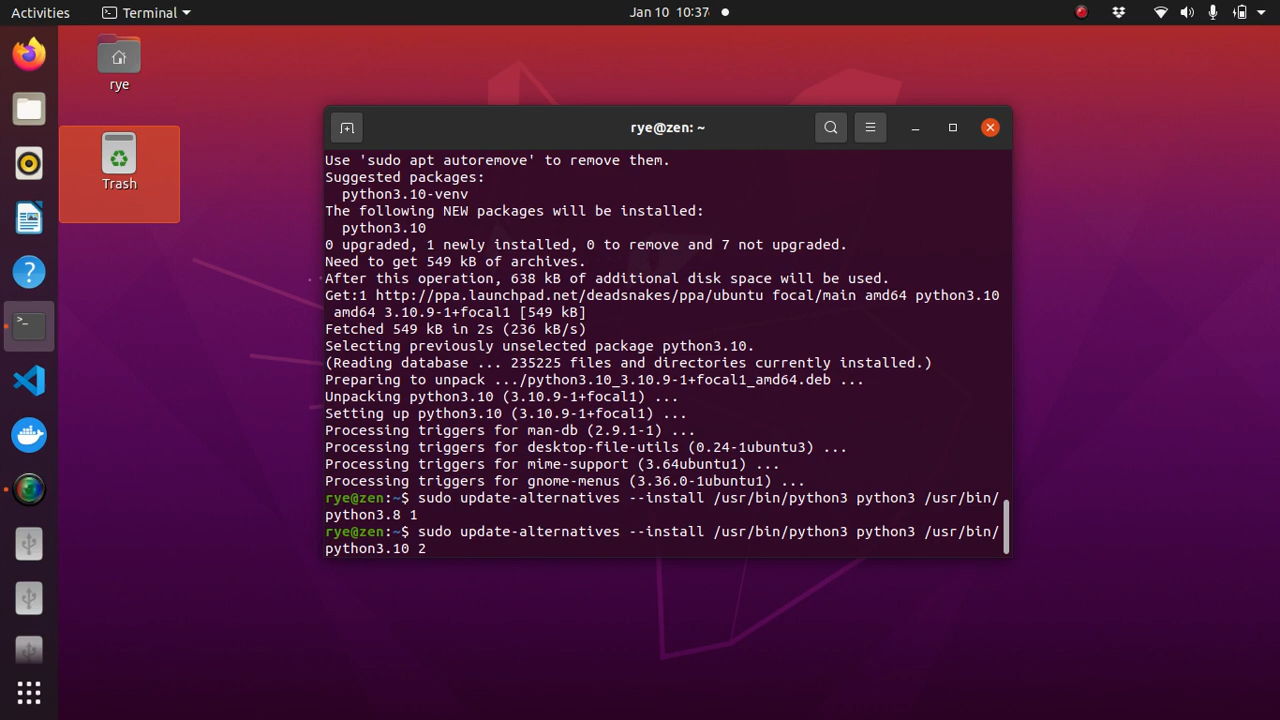 Activities
Terminal
Jan 10 10:37
rye
Trash
rye@zen: ~
Use 'sudo apt autoremove' to remove them.
Suggested packages:
  python3.10-venv
The following NEW packages will be installed:
  python3.10
0 upgraded, 1 newly installed, 0 to remove and 7 not upgraded.
Need to get 549 kB of archives.
After this operation, 638 kB of additional disk space will be used.
Get:1 http://ppa.launchpad.net/deadsnakes/ppa/ubuntu focal/main amd64 python3.10
 amd64 3.10.9-1+focal1 [549 kB]
Fetched 549 kB in 2s (236 kB/s)
Selecting previously unselected package python3.10.
(Reading database ... 235225 files and directories currently installed.)
Preparing to unpack .../python3.10_3.10.9-1+focal1_amd64.deb ...
Unpacking python3.10 (3.10.9-1+focal1) ...
Setting up python3.10 (3.10.9-1+focal1) ...
Processing triggers for man-db (2.9.1-1) ...
Processing triggers for desktop-file-utils (0.24-1ubuntu3) ...
Processing triggers for mime-support (3.64ubuntu1) ...
Processing triggers for gnome-menus (3.36.0-1ubuntu1) ...
rye@zen:~$ sudo update-alternatives --install /usr/bin/python3 python3 /usr/bin/
python3.8 1
rye@zen:~$ sudo update-alternatives --install /usr/bin/python3 python3 /usr/bin/
python3.10 2